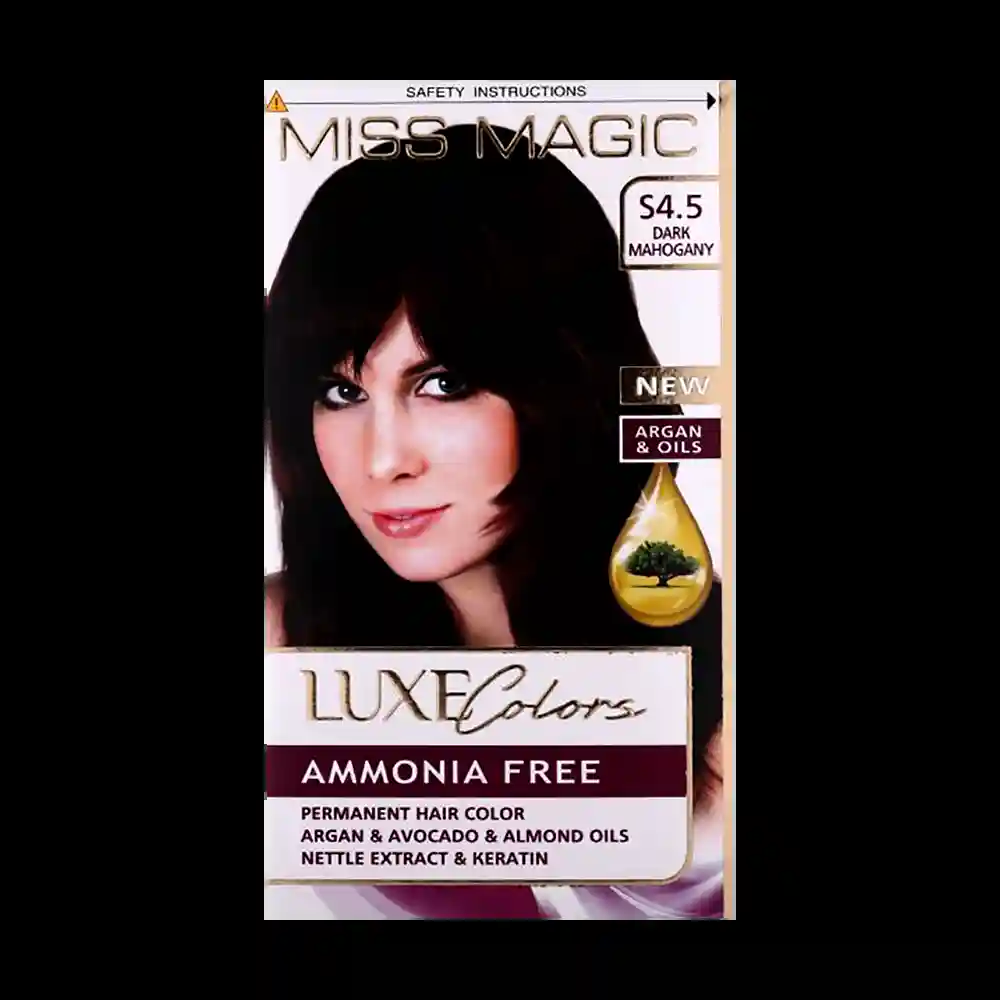 SAFETY INSTRUCTIONS
MISS MAGIC
S4.5
DARK
MAHOGANY
NEW
ARGAN
& OILS
LUXE Colors
AMMONIA FREE
PERMANENT HAIR COLOR
ARGAN & AVOCADO & ALMOND OILS
NETTLE EXTRACT & KERATIN